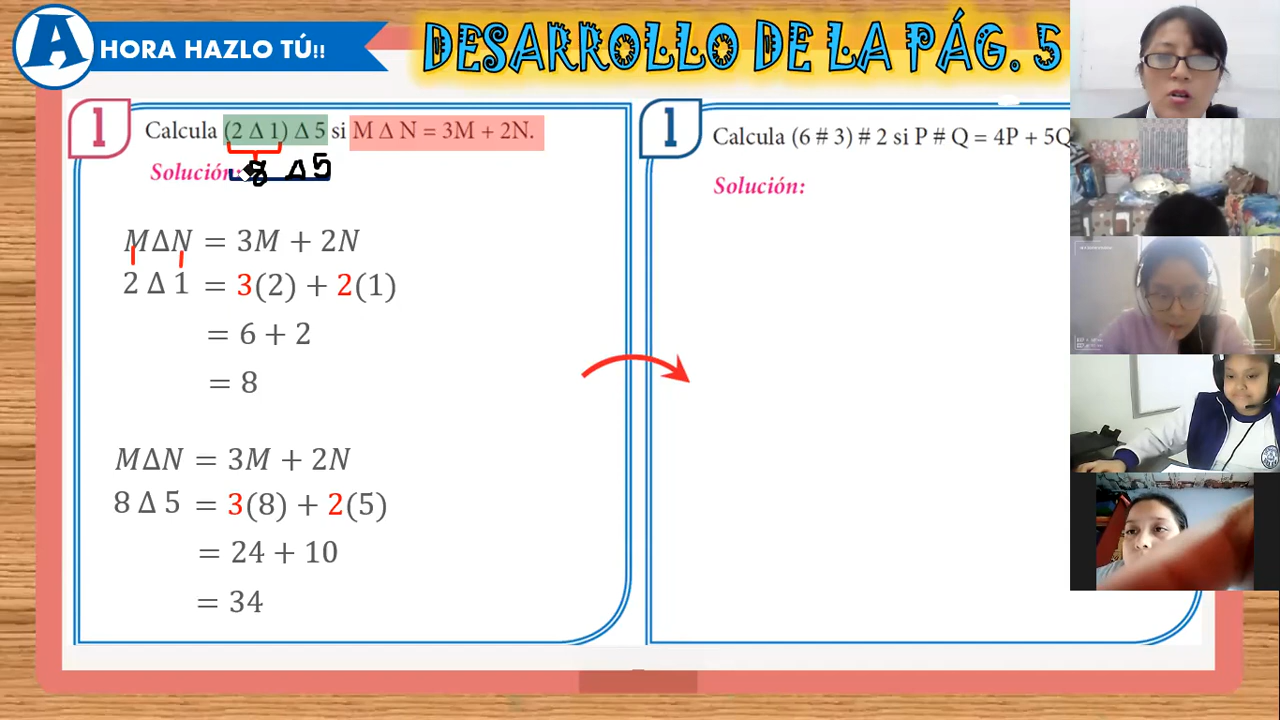 A
HORA HAZLO TÚ!!
DESARROLLO DE LA PÁG. 5
1
Calcula (2 Δ 1) Δ 5 si M Δ N = 3M + 2N.
8 Δ 5
Solución:
MΔN = 3M + 2N
2 Δ 1 = 3(2) + 2(1)
= 6 + 2
= 8
MΔN = 3M + 2N
8 Δ 5 = 3(8) + 2(5)
= 24 + 10
= 34
1
Calcula (6 # 3) # 2 si P # Q = 4P + 5Q
Solución: